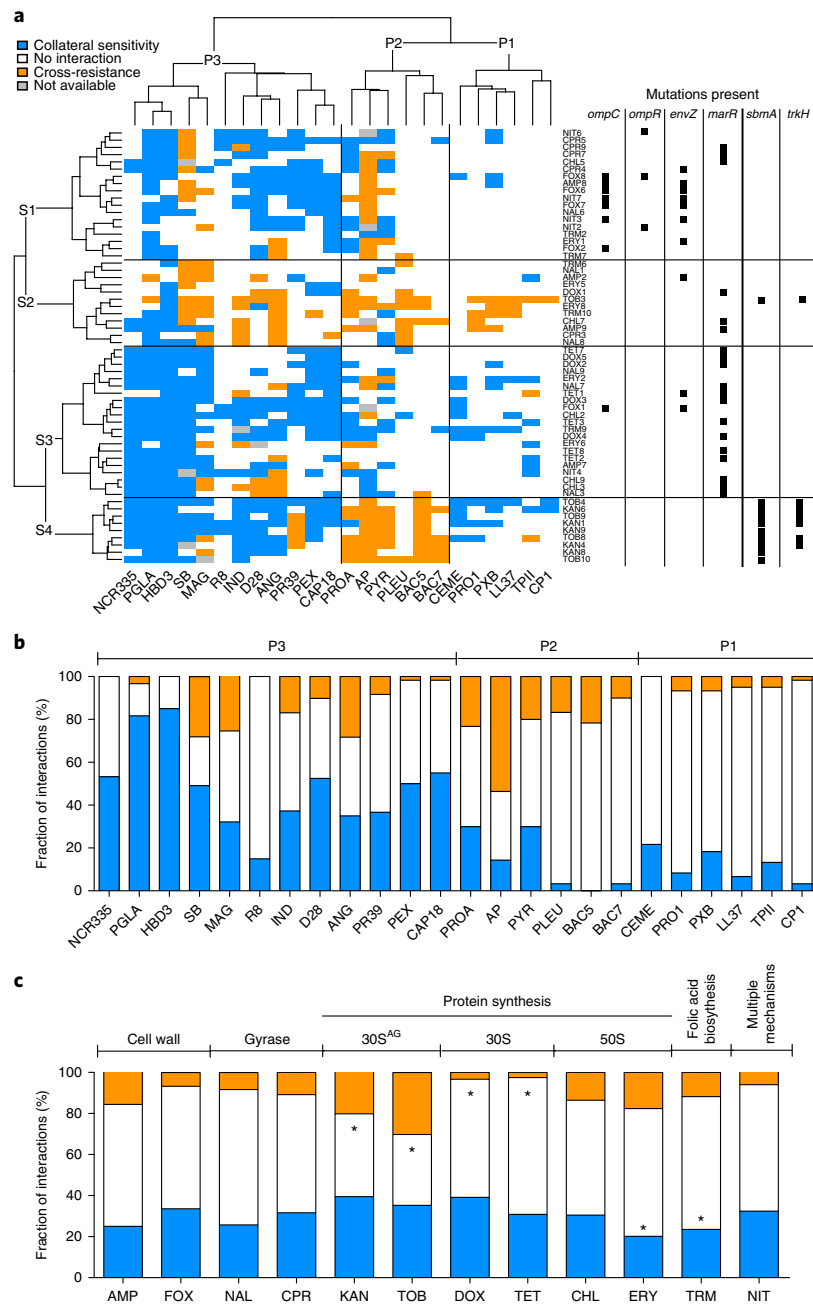 a
Collateral sensitivity
No interaction
Cross-resistance
Not available
P3
P2
P1
Mutations present
ompC ompR envZ marR sbmA trkH
S1
S2
S3
S4
NIT6
CPR5
CPR9
CPR7
CHL5
CPR4
FOX8
AMP8
FOX6
NIT7
FOX7
NAL6
NIT3
NIT2
TRM2
ERY1
FOX2
TRM7
TRM6
NAL1
AMP2
ERY5
DOX1
TOB3
ERY8
TRM10
CHL7
AMP9
CPR3
NAL8
TET7
DOX5
DOX2
NAL9
ERY2
NAL7
TET1
DOX3
FOX1
CHL2
TET3
TRM9
DOX4
ERY6
TET8
TET2
AMP7
NIT4
CHL9
CHL3
NAL3
TOB4
KAN6
TOB9
KAN1
KAN9
TOB8
KAN4
KAN8
TOB10
NCR335 PGLA HBD3 SB MAG R8 IND D28 ANG PR39 PEX CAP18 PROA AP PYR PLEU BAC5 BAC7 CEME PRO1 PXB LL37 TPII CP1
b
P3 P2 P1
Fraction of interactions (%)
100
80
60
40
20
0
NCR335 PGLA HBD3 SB MAG R8 IND D28 ANG PR39 PEX CAP18 PROA AP PYR PLEU BAC5 BAC7 CEME PRO1 PXB LL37 TPII CP1
c
Protein synthesis
Folic acid
biosythesis
Multiple
mechanisms
Cell wall Gyrase 30SAG 30S 50S
Fraction of interactions (%)
100
80
60
40
20
0
* * * * * *
AMP FOX NAL CPR KAN TOB DOX TET CHL ERY TRM NIT